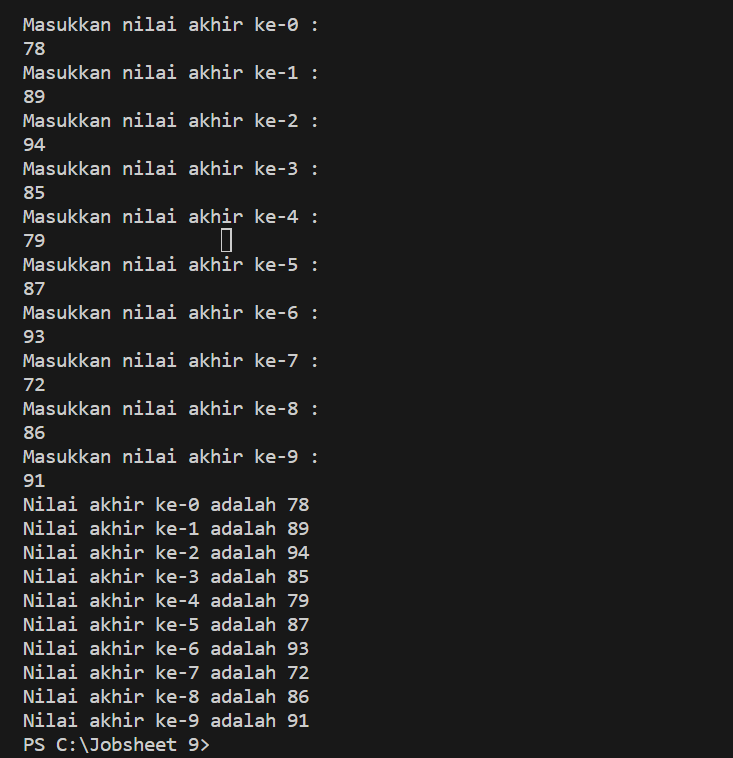 Masukkan nilai akhir ke-0 :
78
Masukkan nilai akhir ke-1 :
89
Masukkan nilai akhir ke-2 :
94
Masukkan nilai akhir ke-3 :
85
Masukkan nilai akhir ke-4 :
79
Masukkan nilai akhir ke-5 :
87
Masukkan nilai akhir ke-6 :
93
Masukkan nilai akhir ke-7 :
72
Masukkan nilai akhir ke-8 :
86
Masukkan nilai akhir ke-9 :
91
Nilai akhir ke-0 adalah 78
Nilai akhir ke-1 adalah 89
Nilai akhir ke-2 adalah 94
Nilai akhir ke-3 adalah 85
Nilai akhir ke-4 adalah 79
Nilai akhir ke-5 adalah 87
Nilai akhir ke-6 adalah 93
Nilai akhir ke-7 adalah 72
Nilai akhir ke-8 adalah 86
Nilai akhir ke-9 adalah 91
PS C:\Jobsheet 9>